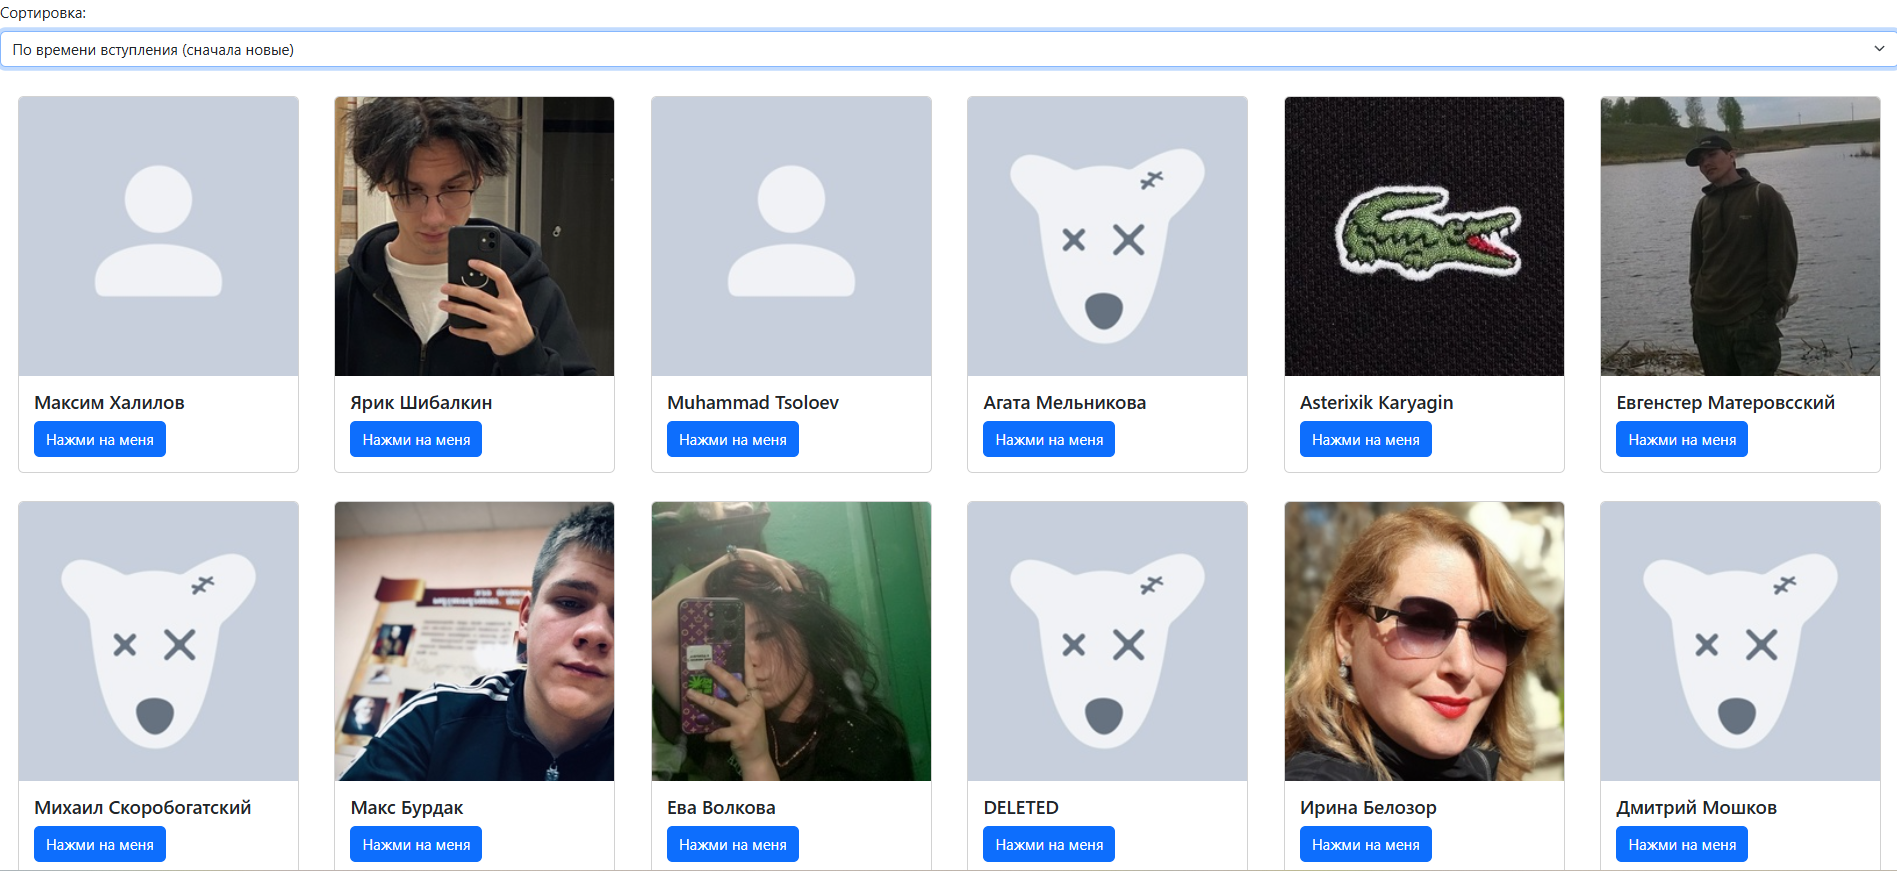 Сортировка:
По времени вступления (сначала новые)
Максим Халилов
Нажми на меня
Ярик Шибалкин
Нажми на меня
Muhammad Tsoloev
Нажми на меня
Агата Мельникова
Нажми на меня
Asterixik Karyagin
Нажми на меня
Евгенстер Матеровсский
Нажми на меня
Михаил Скоробогатский
Нажми на меня
Макс Бурдак
Нажми на меня
Ева Волкова
Нажми на меня
DELETED
Нажми на меня
Ирина Белозор
Нажми на меня
Дмитрий Мошков
Нажми на меня